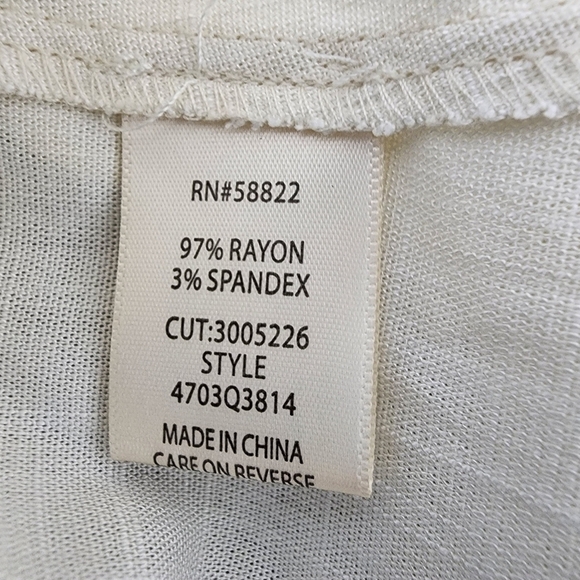 RN#58822
97% RAYON
3% SPANDEX
CUT:3005226
STYLE
4703Q3814
MADE IN CHINA
CARE ON REVERSE